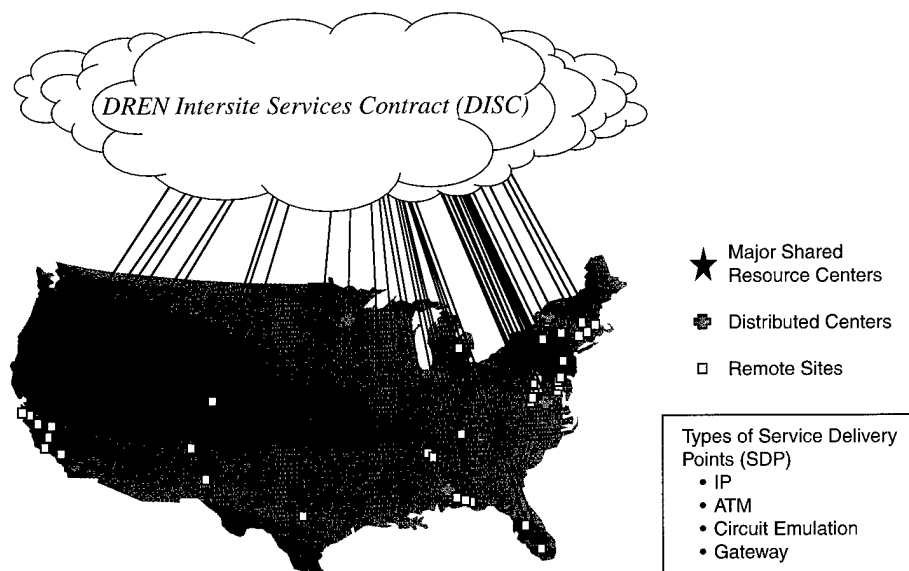 DREN Intersite Services Contract (DISC)
Major Shared
Resource Centers
Distributed Centers
Remote Sites
Types of Service Delivery
Points (SDP)
• IP
• ATM
• Circuit Emulation
• Gateway